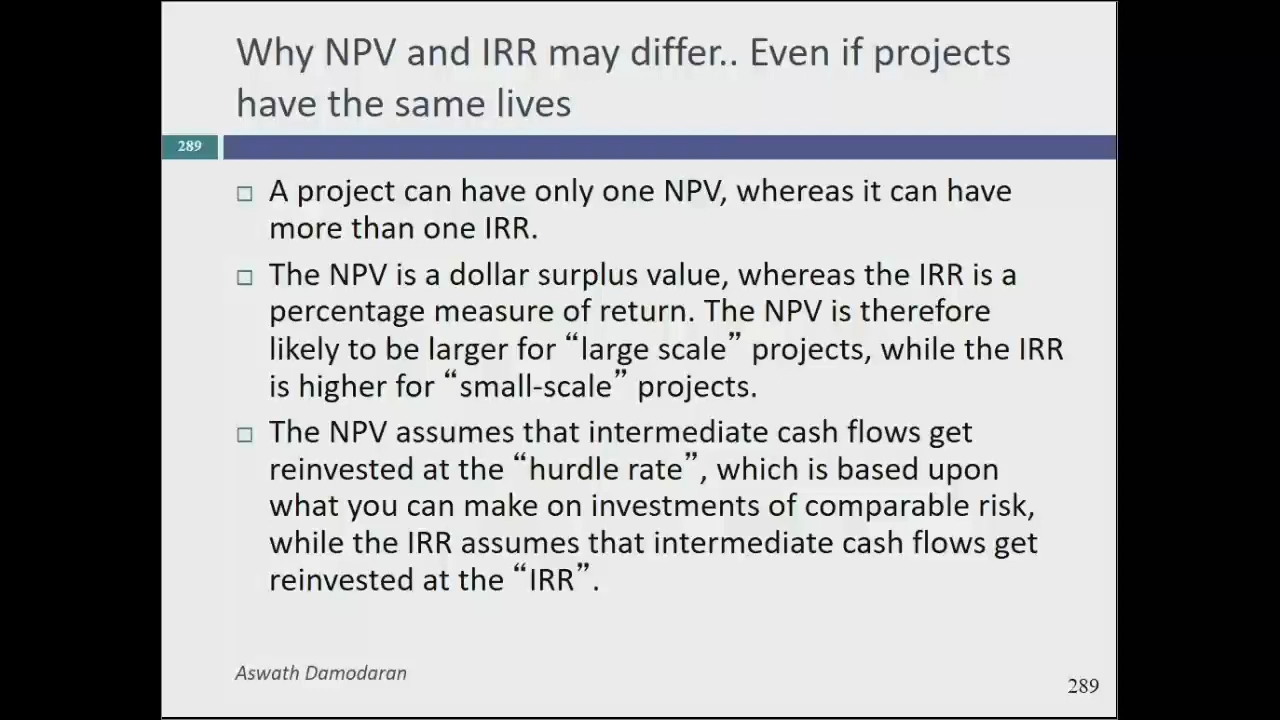 Why NPV and IRR may differ.. Even if projects
have the same lives
289
A project can have only one NPV, whereas it can have
more than one IRR.
The NPV is a dollar surplus value, whereas the IRR is a
percentage measure of return. The NPV is therefore
likely to be larger for “large scale” projects, while the IRR
is higher for “small-scale” projects.
The NPV assumes that intermediate cash flows get
reinvested at the “hurdle rate”, which is based upon
what you can make on investments of comparable risk,
while the IRR assumes that intermediate cash flows get
reinvested at the “IRR”.
Aswath Damodaran
289